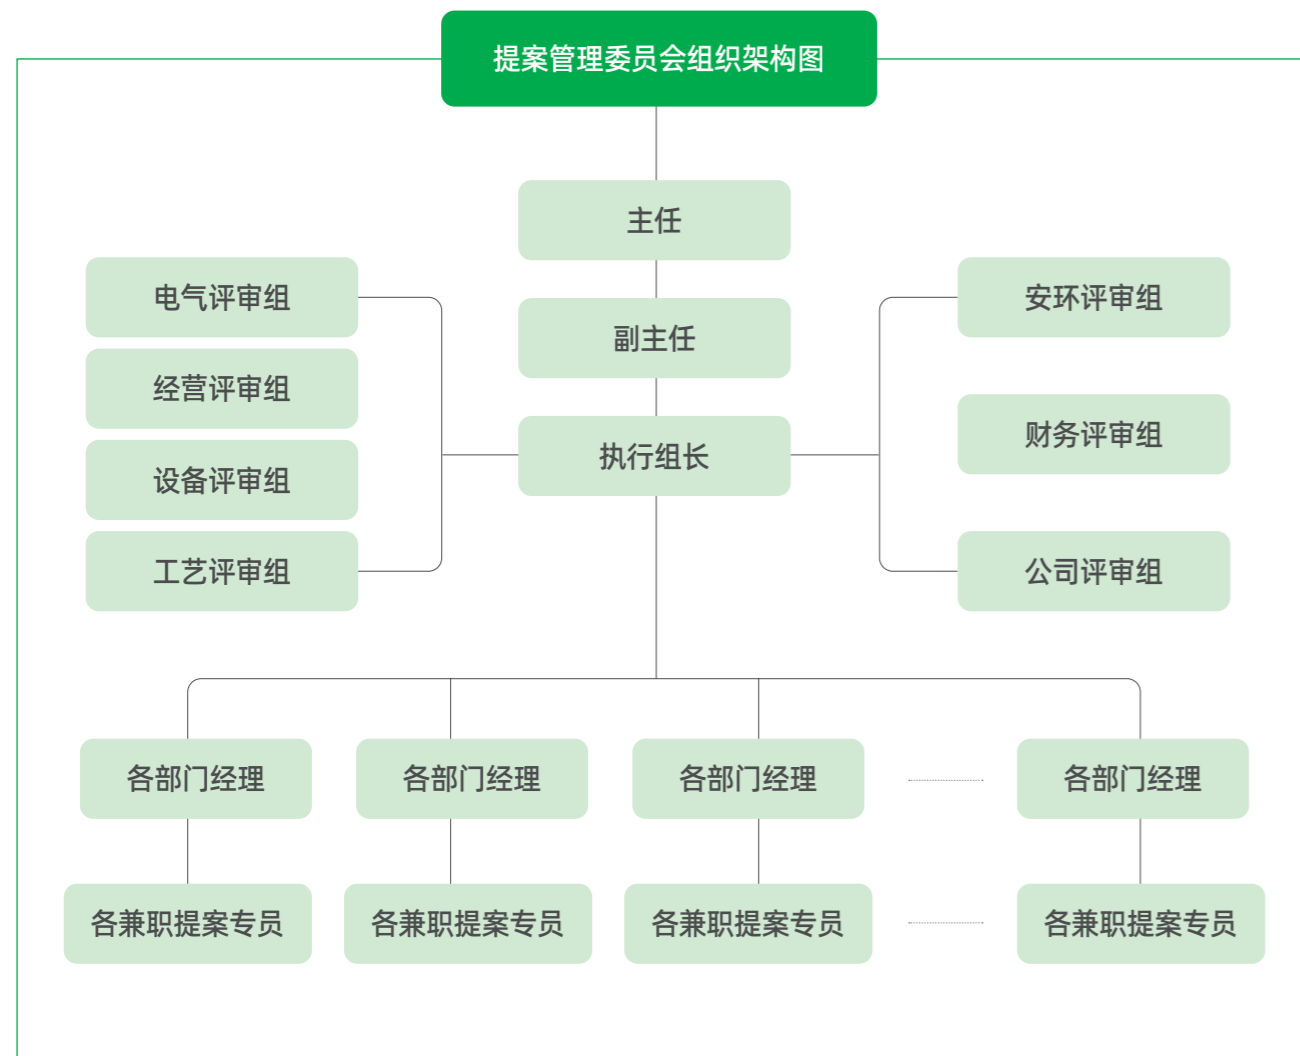 提案管理委员会组织架构图
主任
副主任
执行组长
电气评审组
经营评审组
设备评审组
工艺评审组
安环评审组
财务评审组
公司评审组
各部门经理
各部门经理
各部门经理
各部门经理
各兼职提案专员
各兼职提案专员
各兼职提案专员
各兼职提案专员